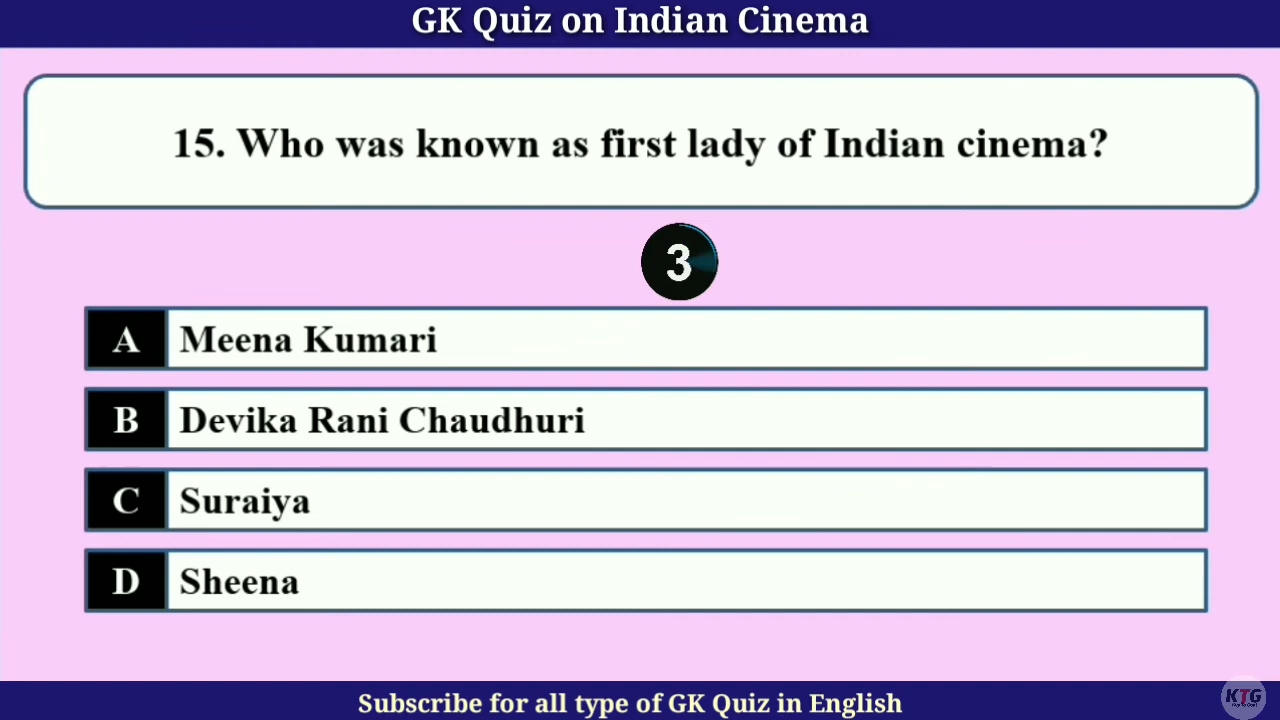 GK Quiz on Indian Cinema
15. Who was known as first lady of Indian cinema?
3
A Meena Kumari
B Devika Rani Chaudhuri
C Suraiya
D Sheena
Subscribe for all type of GK Quiz in English
KTG